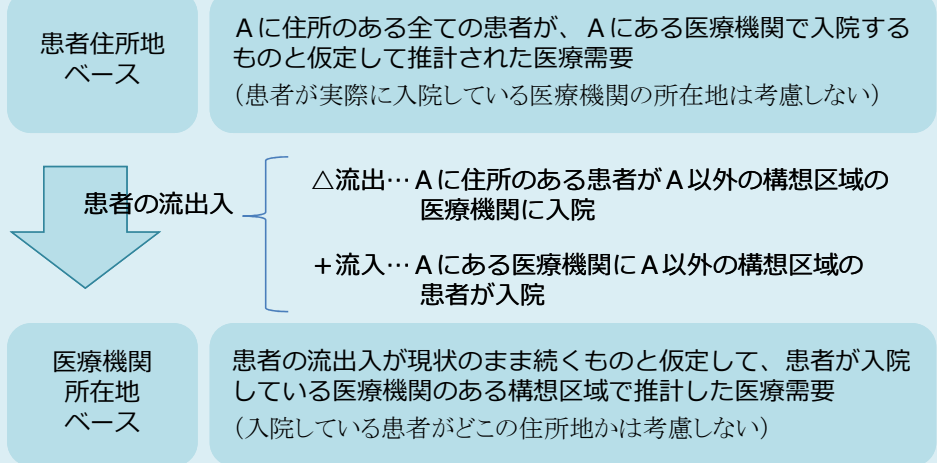 患者住所地
ベース
Ａに住所のある全ての患者が、Ａにある医療機関で入院する
ものと仮定して推計された医療需要
（患者が実際に入院している医療機関の所在地は考慮しない）
患者の流出入
△流出…Ａに住所のある患者がＡ以外の構想区域の
医療機関に入院
＋流入…Ａにある医療機関にＡ以外の構想区域の
患者が入院
医療機関
所在地
ベース
患者の流出入が現状のまま続くものと仮定して、患者が入院
している医療機関のある構想区域で推計した医療需要
（入院している患者がどこの住所地かは考慮しない）